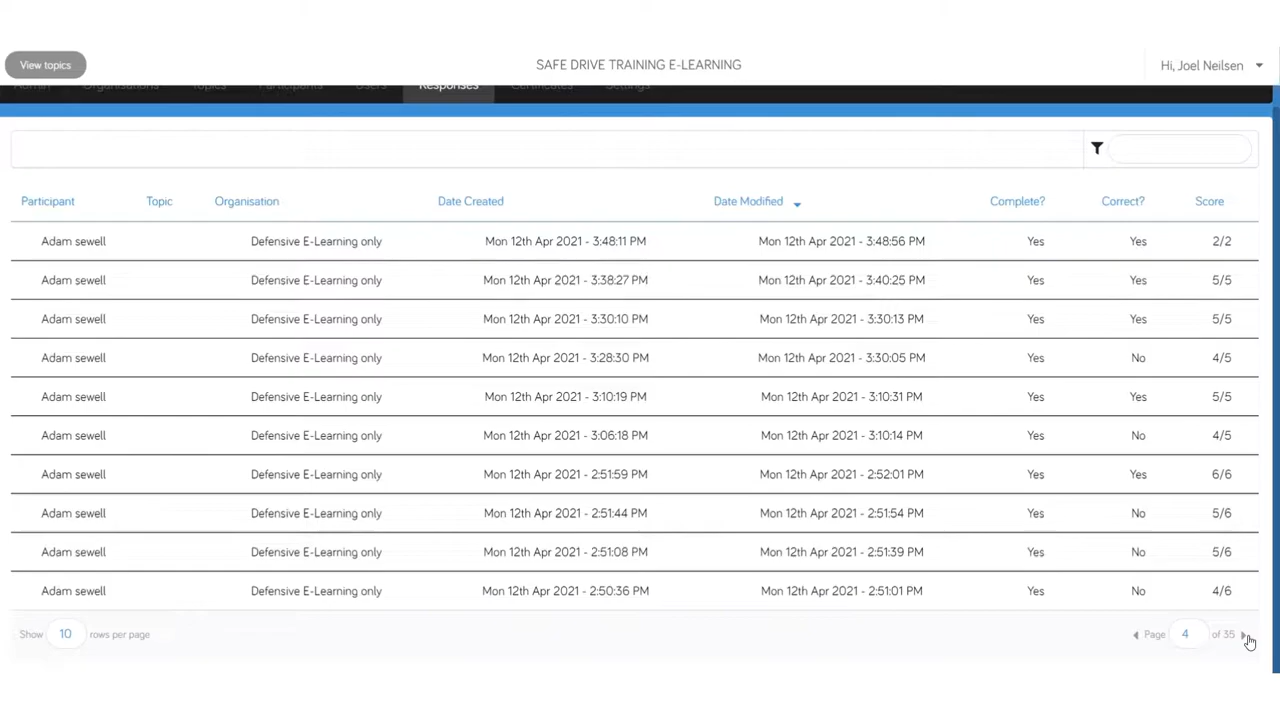 View topics
SAFE DRIVE TRAINING E-LEARNING
Hi, Joel Neilsen
Admin Organisations Topics Participants Users Responses Certificates Settings
Participant Topic Organisation Date Created Date Modified Complete? Correct? Score
Adam sewell Defensive E-Learning only Mon 12th Apr 2021 - 3:48:11 PM Mon 12th Apr 2021 - 3:48:56 PM Yes Yes 2/2
Adam sewell Defensive E-Learning only Mon 12th Apr 2021 - 3:38:27 PM Mon 12th Apr 2021 - 3:40:25 PM Yes Yes 5/5
Adam sewell Defensive E-Learning only Mon 12th Apr 2021 - 3:30:10 PM Mon 12th Apr 2021 - 3:30:13 PM Yes Yes 5/5
Adam sewell Defensive E-Learning only Mon 12th Apr 2021 - 3:28:30 PM Mon 12th Apr 2021 - 3:30:05 PM Yes No 4/5
Adam sewell Defensive E-Learning only Mon 12th Apr 2021 - 3:10:19 PM Mon 12th Apr 2021 - 3:10:31 PM Yes Yes 5/5
Adam sewell Defensive E-Learning only Mon 12th Apr 2021 - 3:06:18 PM Mon 12th Apr 2021 - 3:10:14 PM Yes No 4/5
Adam sewell Defensive E-Learning only Mon 12th Apr 2021 - 2:51:59 PM Mon 12th Apr 2021 - 2:52:01 PM Yes Yes 6/6
Adam sewell Defensive E-Learning only Mon 12th Apr 2021 - 2:51:44 PM Mon 12th Apr 2021 - 2:51:54 PM Yes No 5/6
Adam sewell Defensive E-Learning only Mon 12th Apr 2021 - 2:51:08 PM Mon 12th Apr 2021 - 2:51:39 PM Yes No 5/6
Adam sewell Defensive E-Learning only Mon 12th Apr 2021 - 2:50:36 PM Mon 12th Apr 2021 - 2:51:01 PM Yes No 4/6
Show 10 rows per page Page 4 of 35